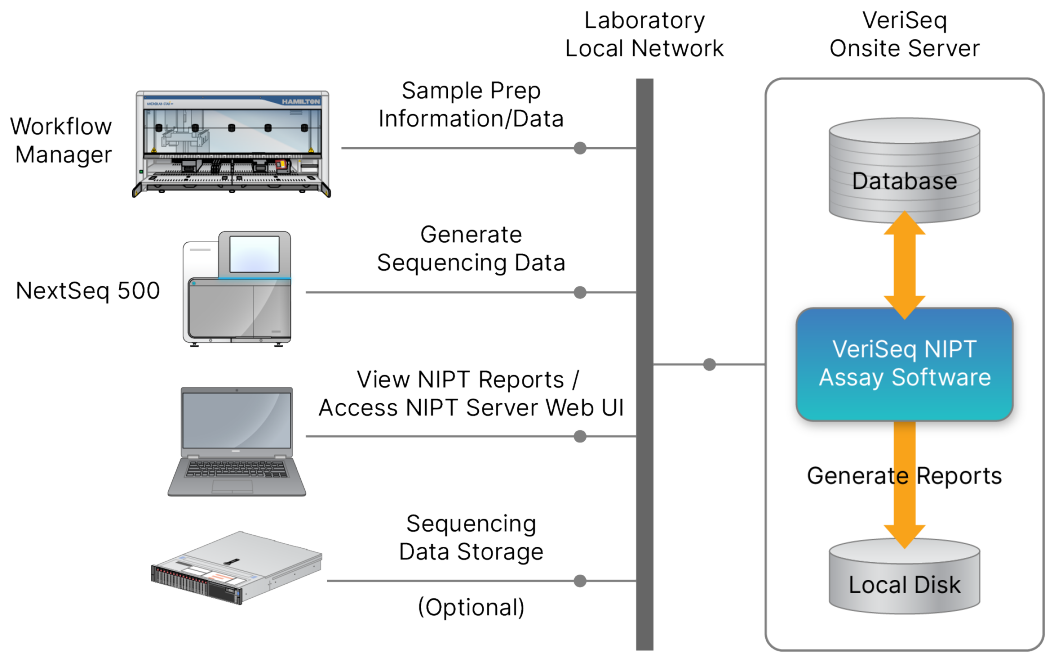 Laboratory
Local Network
VeriSeq
Onsite Server
Workflow
Manager
HAMILTON
Sample Prep
Information/Data
Database
NextSeq 500
Generate
Sequencing Data
VeriSeq NIPT
Assay Software
View NIPT Reports /
Access NIPT Server Web UI
Generate Reports
Sequencing
Data Storage
(Optional)
Local Disk